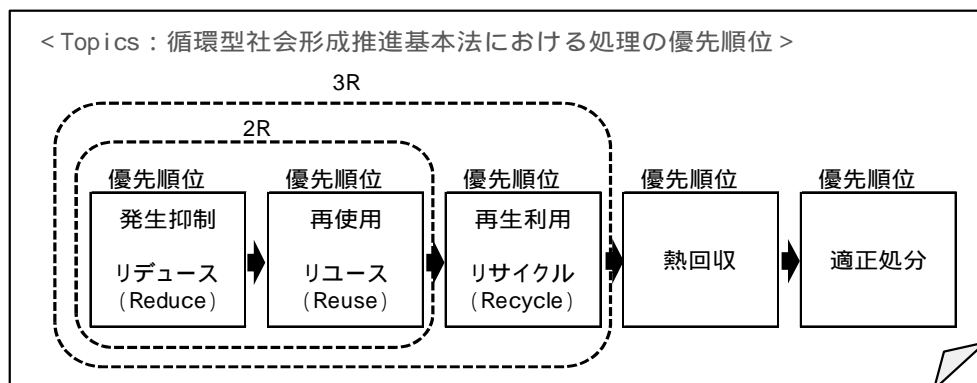 ＜Topics：循環型社会形成推進基本法における処理の優先順位＞
3R
2R
優先順位 優先順位 優先順位 優先順位 優先順位
発生抑制 再使用 再生利用 熱回収 適正処分
リデュース リユース リサイクル
(Reduce) (Reuse) (Recycle)